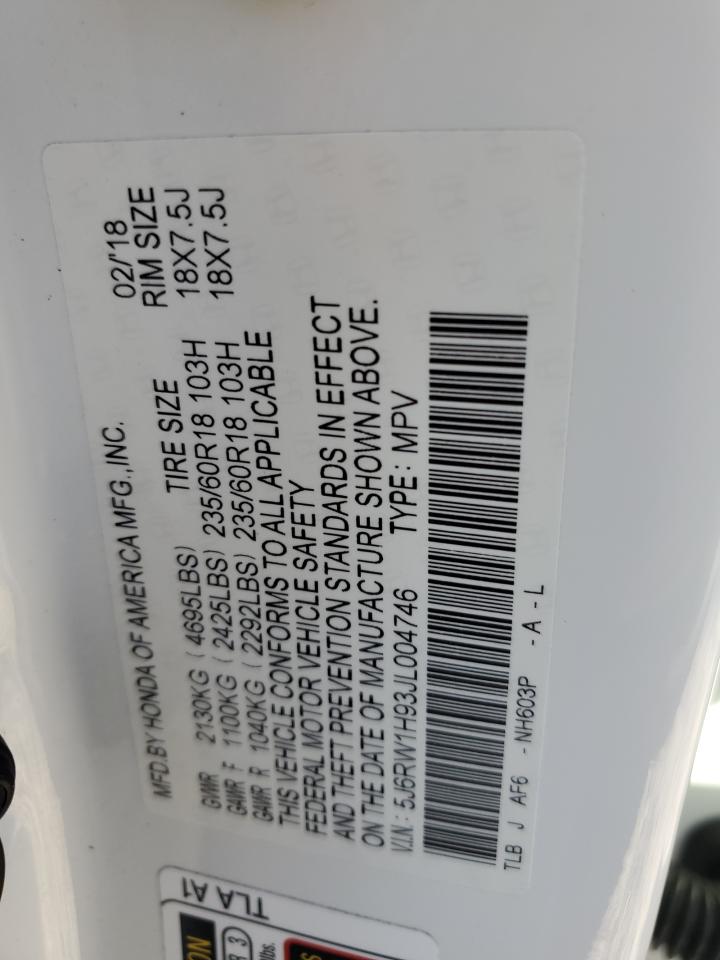 MFD.BY HONDA OF AMERICA MFG.,INC. 02/'18
TIRE SIZE RIM SIZE
GVWR 2130KG ( 4695LBS)
GAWR F 1100KG ( 2425LBS) 235/60R18 103H 18X7.5J
GAWR R 1040KG ( 2292LBS) 235/60R18 103H 18X7.5J
THIS VEHICLE CONFORMS TO ALL APPLICABLE
FEDERAL MOTOR VEHICLE SAFETY
AND THEFT PREVENTION STANDARDS IN EFFECT
ON THE DATE OF MANUFACTURE SHOWN ABOVE.
V.I.N.: 5J6RW1H93JL004746 TYPE: MPV
TLB J AF6 - NH603P - A - L
TLA A1
ON
R 3
lbs.